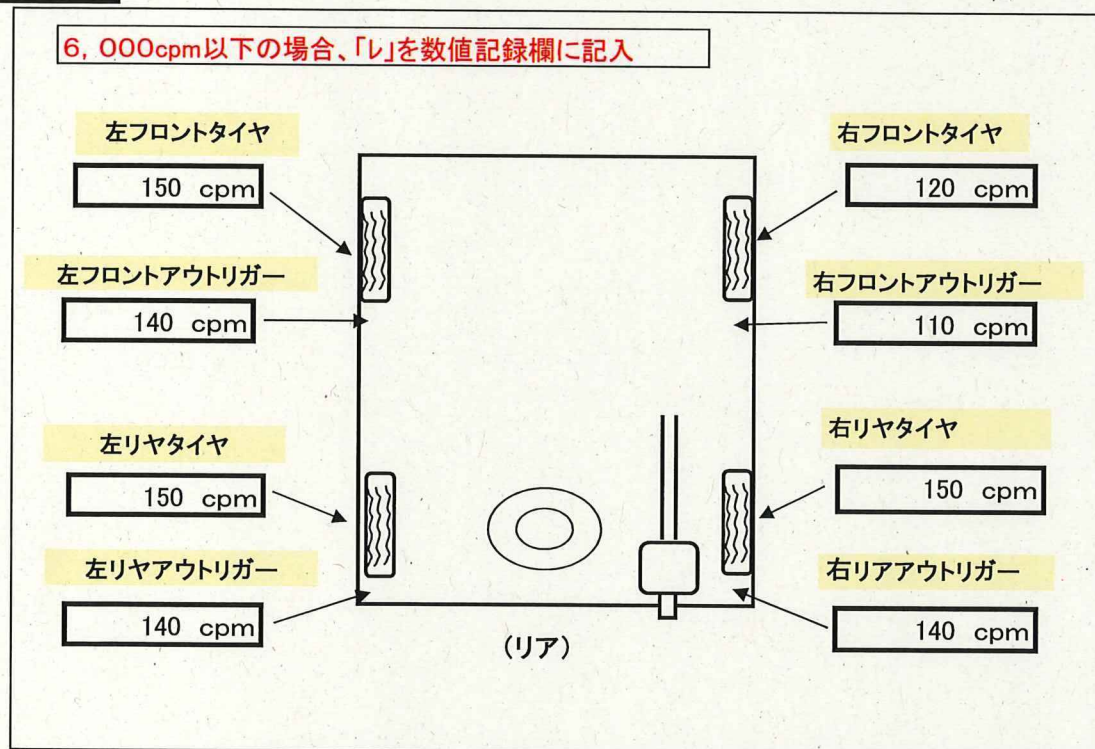 6,000cpm以下の場合、「レ」を数値記録欄に記入
左フロントタイヤ
150 cpm
右フロントタイヤ
120 cpm
左フロントアウトリガー
140 cpm
右フロントアウトリガー
110 cpm
左リヤタイヤ
150 cpm
右リヤタイヤ
150 cpm
左リヤアウトリガー
140 cpm
右リアアウトリガー
140 cpm
(リア)